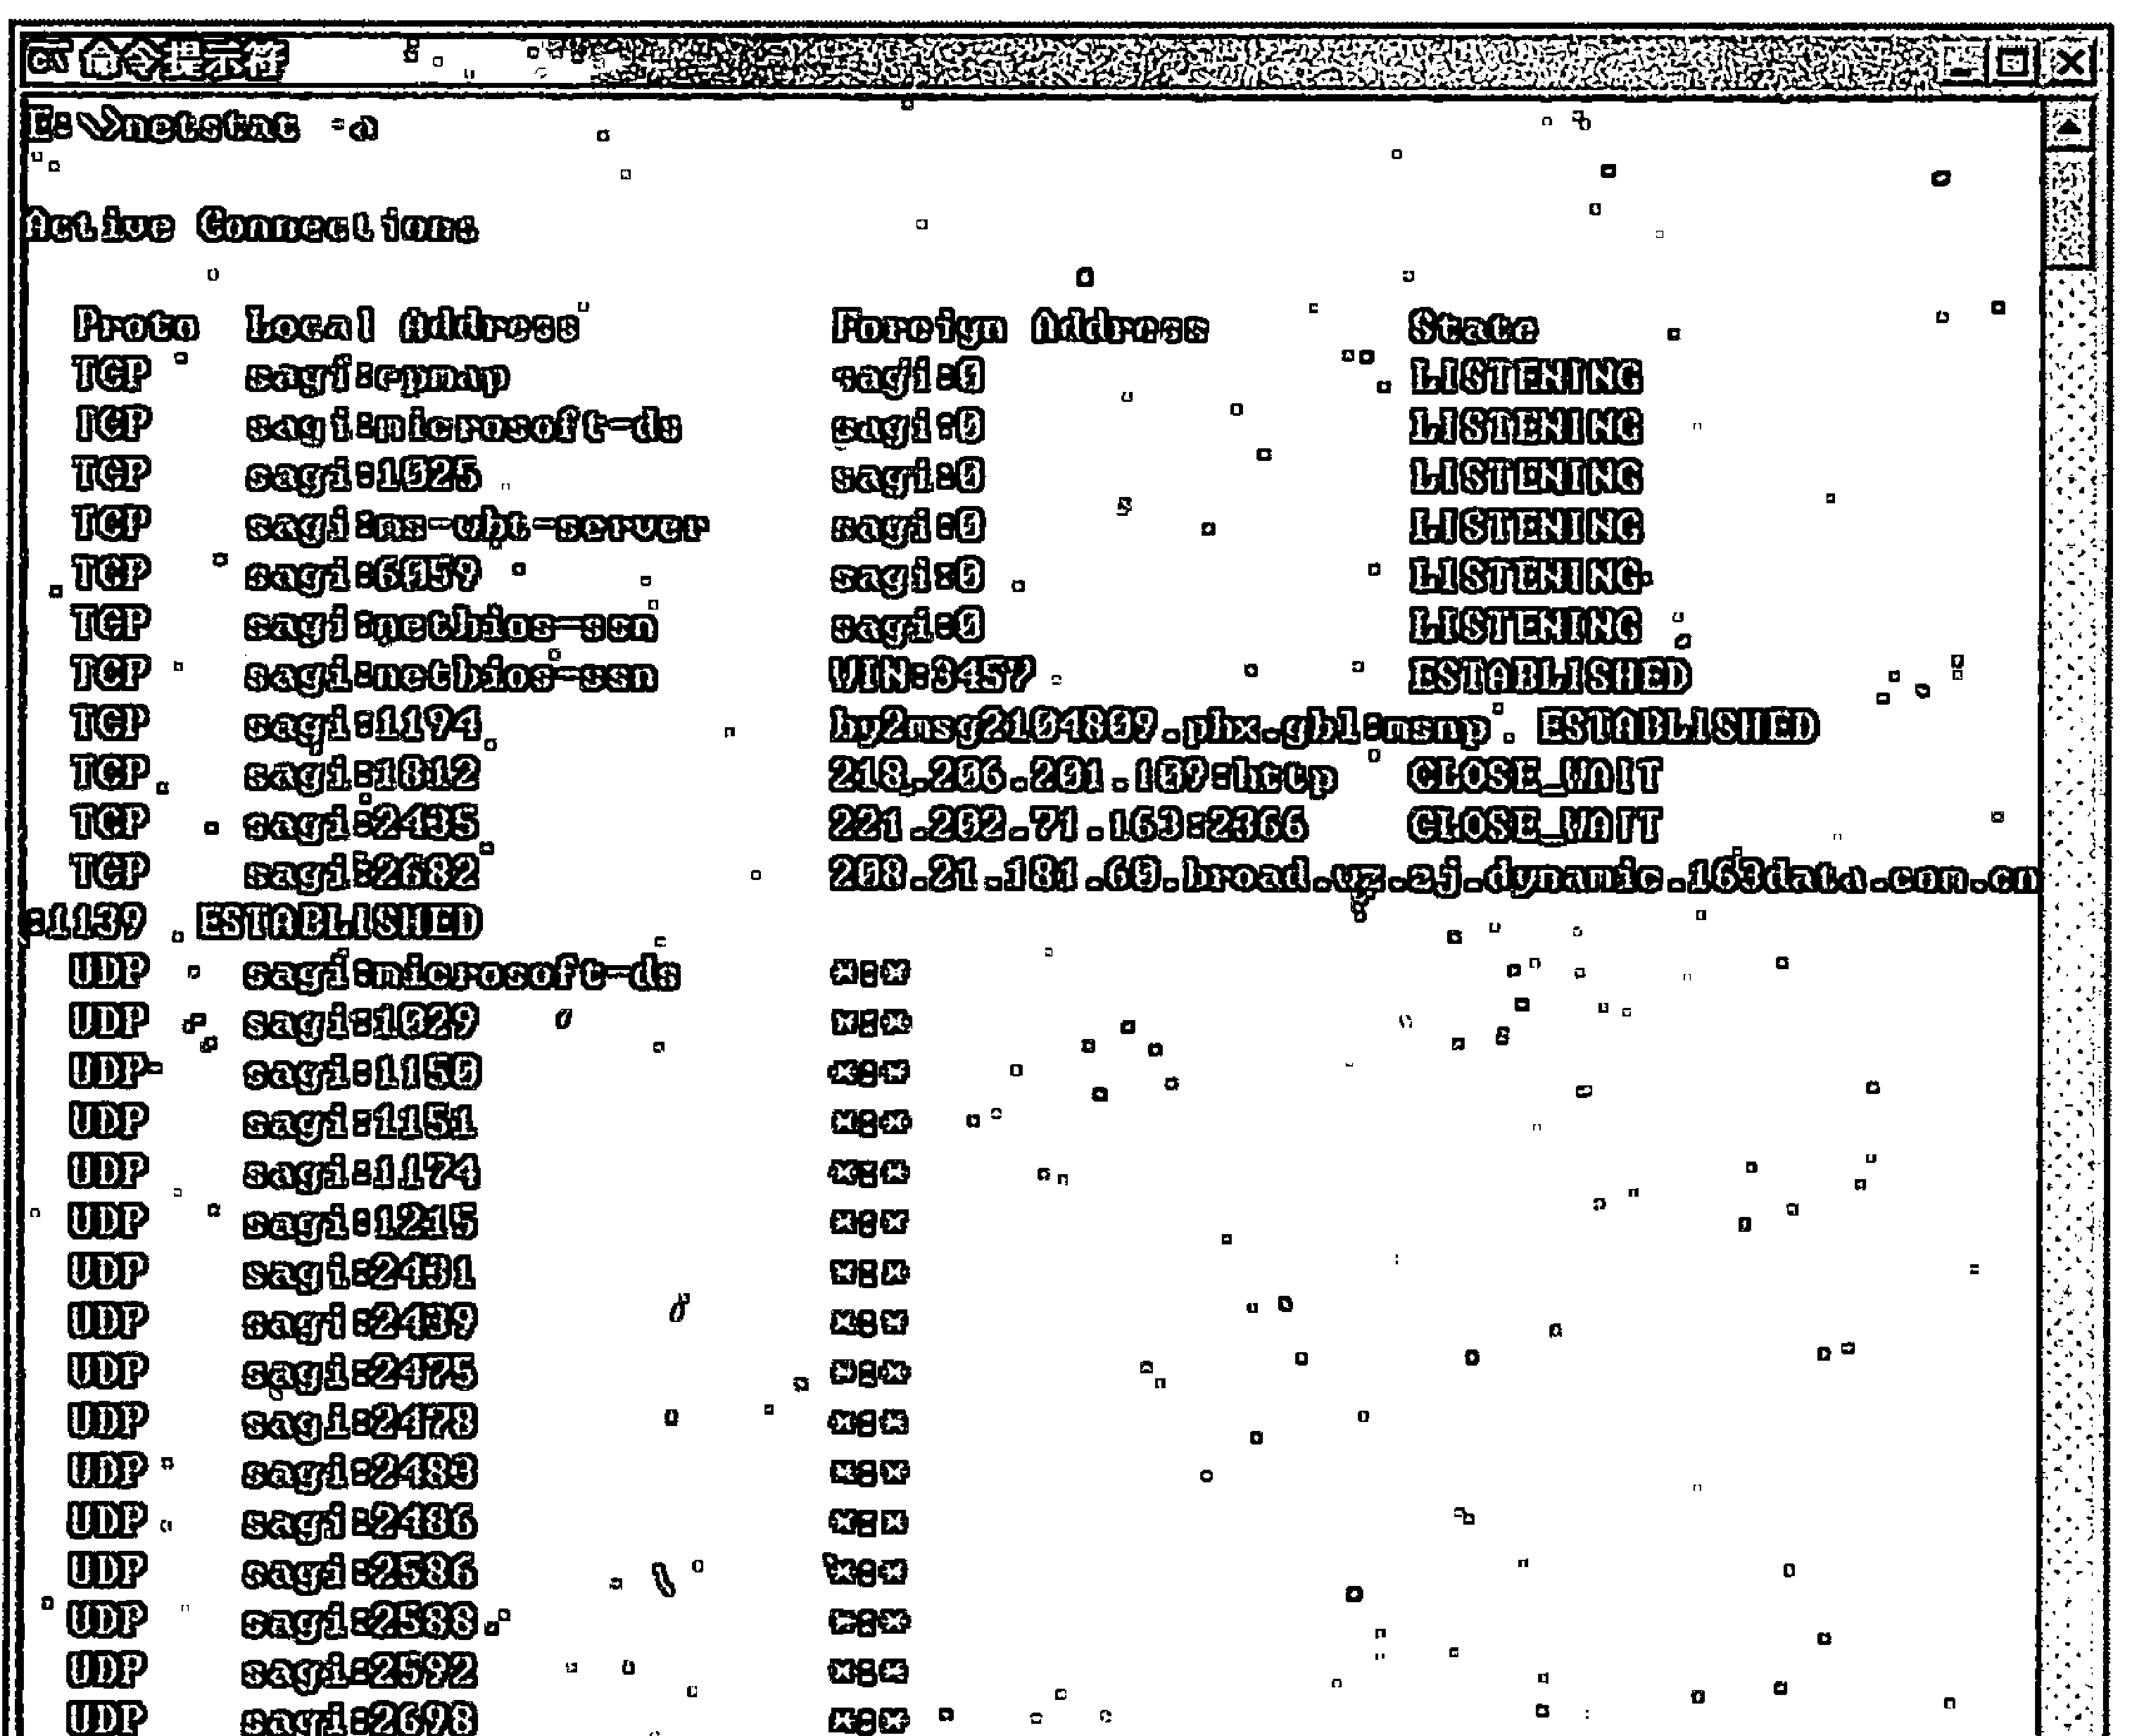 命令提示符
E:\>netstat -a
Active Connections
Proto Local Address Foreign Address State
TCP sagi:epmap sagi:0 LISTENING
TCP sagi:microsoft-ds sagi:0 LISTENING
TCP sagi:1025 sagi:0 LISTENING
TCP sagi:ms-wbt-server sagi:0 LISTENING
TCP sagi:6059 sagi:0 LISTENING
TCP sagi:netbios-ssn sagi:0 LISTENING
TCP sagi:netbios-ssn WIN:3457 ESTABLISHED
TCP sagi:1194 by2msg2104809.phx.gbl:msnp ESTABLISHED
TCP sagi:1812 218.206.201.109:http CLOSE_WAIT
TCP sagi:2435 221.202.71.163:2366 CLOSE_WAIT
TCP sagi:2682 208.21.181.60.broad.wz.zj.dynamic.163data.com.cn
:1139 ESTABLISHED
UDP sagi:microsoft-ds *:*
UDP sagi:1029 *:*
UDP sagi:1150 *:*
UDP sagi:1151 *:*
UDP sagi:1174 *:*
UDP sagi:1215 *:*
UDP sagi:2431 *:*
UDP sagi:2439 *:*
UDP sagi:2475 *:*
UDP sagi:2478 *:*
UDP sagi:2483 *:*
UDP sagi:2486 *:*
UDP sagi:2586 *:*
UDP sagi:2588 *:*
UDP sagi:2592 *:*
UDP sagi:2698 *:*